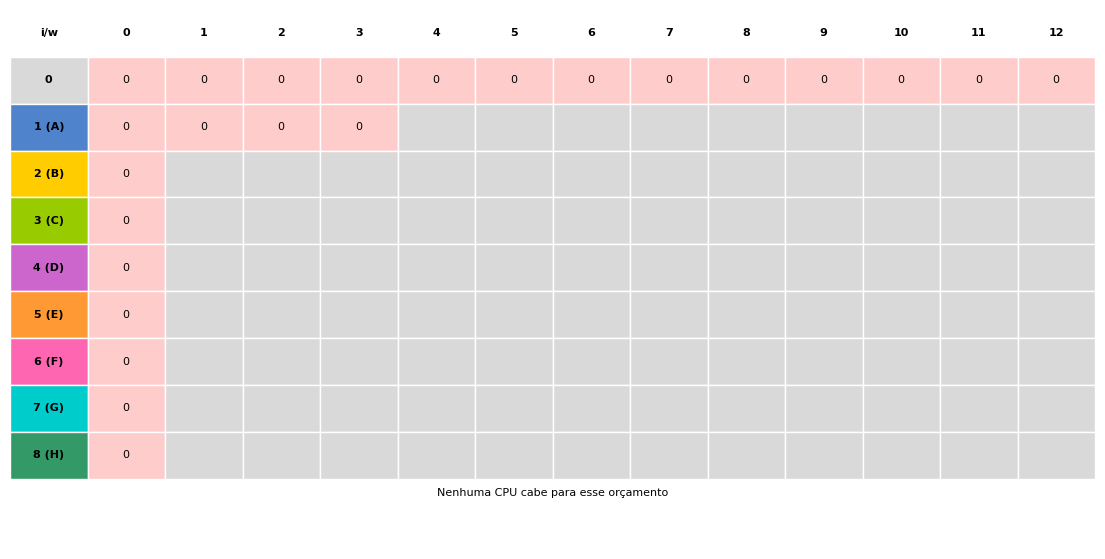 i/w 0 1 2 3 4 5 6 7 8 9 10 11 12
0 0 0 0 0 0 0 0 0 0 0 0 0 0
1 (A) 0 0 0 0
2 (B) 0
3 (C) 0
4 (D) 0
5 (E) 0
6 (F) 0
7 (G) 0
8 (H) 0
Nenhuma CPU cabe para esse orçamento